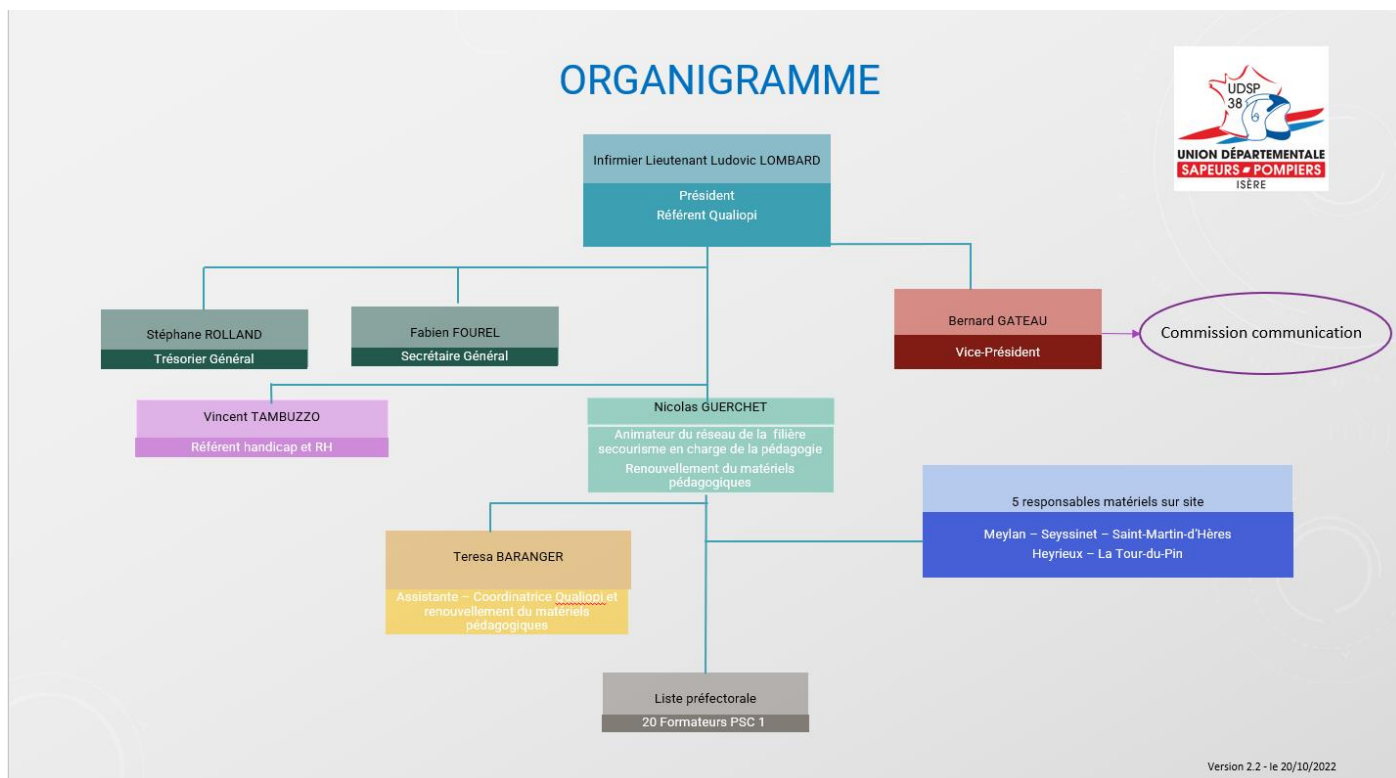 ORGANIGRAMME
UDSP
38
UNION DÉPARTEMENTALE
SAPEURS-POMPIERS
ISÈRE
Infirmier Lieutenant Ludovic LOMBARD
Président
Référent Qualiopi
Stéphane ROLLAND
Trésorier Général
Fabien FOUREL
Secrétaire Général
Bernard GATEAU
Vice-Président
Commission communication
Vincent TAMBUZZO
Référent handicap et RH
Nicolas GUERCHET
Animateur du réseau de la filière
secourisme en charge de la pédagogie
Renouvellement du matériels
pédagogiques
5 responsables matériels sur site
Meylan – Seyssinet – Saint-Martin-d'Hères
Heyrieux – La Tour-du-Pin
Teresa BARANGER
Assistante – Coordinatrice Qualiopi et
renouvellement du matériels
pédagogiques
Liste préfectorale
20 Formateurs PSC 1
Version 2.2 - le 20/10/2022